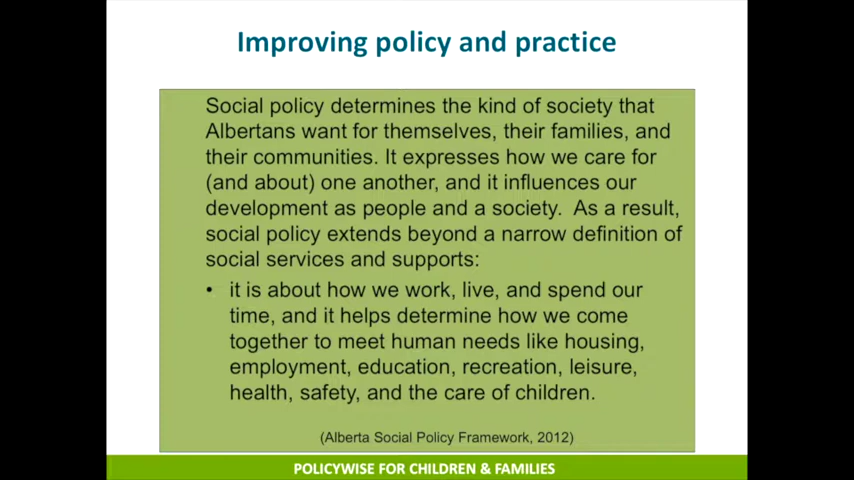 Improving policy and practice
Social policy determines the kind of society that
Albertans want for themselves, their families, and
their communities. It expresses how we care for
(and about) one another, and it influences our
development as people and a society.  As a result,
social policy extends beyond a narrow definition of
social services and supports:
• it is about how we work, live, and spend our
time, and it helps determine how we come
together to meet human needs like housing,
employment, education, recreation, leisure,
health, safety, and the care of children.
(Alberta Social Policy Framework, 2012)
POLICYWISE FOR CHILDREN & FAMILIES